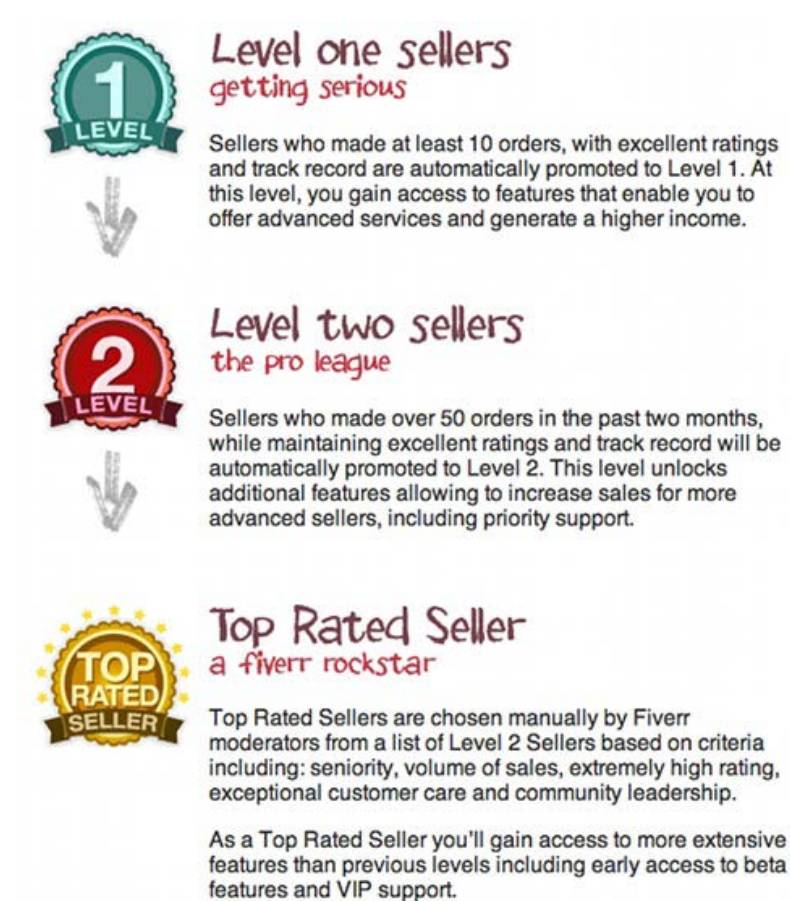 Level one sellers
getting serious
1
LEVEL
Sellers who made at least 10 orders, with excellent ratings
and track record are automatically promoted to Level 1. At
this level, you gain access to features that enable you to
offer advanced services and generate a higher income.
Level two sellers
the pro league
2
LEVEL
Sellers who made over 50 orders in the past two months,
while maintaining excellent ratings and track record will be
automatically promoted to Level 2. This level unlocks
additional features allowing to increase sales for more
advanced sellers, including priority support.
Top Rated Seller
a fiverr rockstar
TOP
RATED
SELLER
Top Rated Sellers are chosen manually by Fiverr
moderators from a list of Level 2 Sellers based on criteria
including: seniority, volume of sales, extremely high rating,
exceptional customer care and community leadership.
As a Top Rated Seller you'll gain access to more extensive
features than previous levels including early access to beta
features and VIP support.